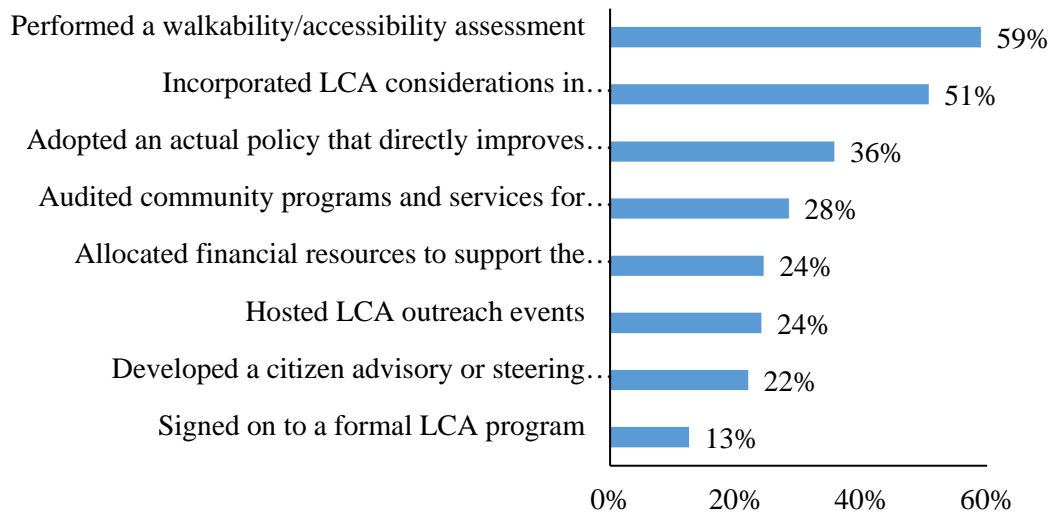 Performed a walkability/accessibility assessment 59%
Incorporated LCA considerations in… 51%
Adopted an actual policy that directly improves… 36%
Audited community programs and services for… 28%
Allocated financial resources to support the… 24%
Hosted LCA outreach events 24%
Developed a citizen advisory or steering… 22%
Signed on to a formal LCA program 13%
0% 20% 40% 60%